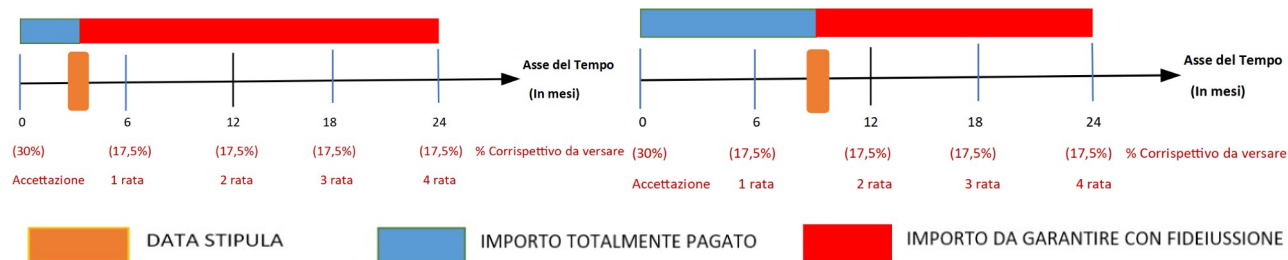 Asse del Tempo
(In mesi)
0 6 12 18 24
(30%) (17,5%) (17,5%) (17,5%) (17,5%) % Corrispettivo da versare
Accettazione 1 rata 2 rata 3 rata 4 rata
Asse del Tempo
(In mesi)
0 6 12 18 24
(30%) (17,5%) (17,5%) (17,5%) (17,5%) % Corrispettivo da versare
Accettazione 1 rata 2 rata 3 rata 4 rata
DATA STIPULA
IMPORTO TOTALMENTE PAGATO
IMPORTO DA GARANTIRE CON FIDEIUSSIONE